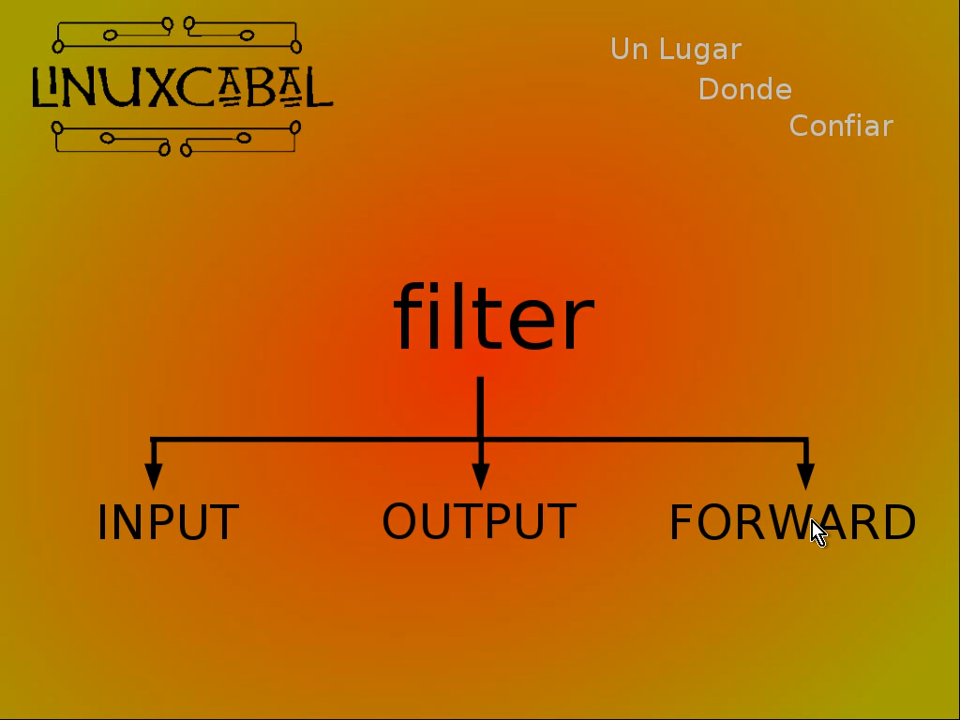 LINUXCABAL
Un Lugar
Donde
Confiar
filter
INPUT OUTPUT FORWARD